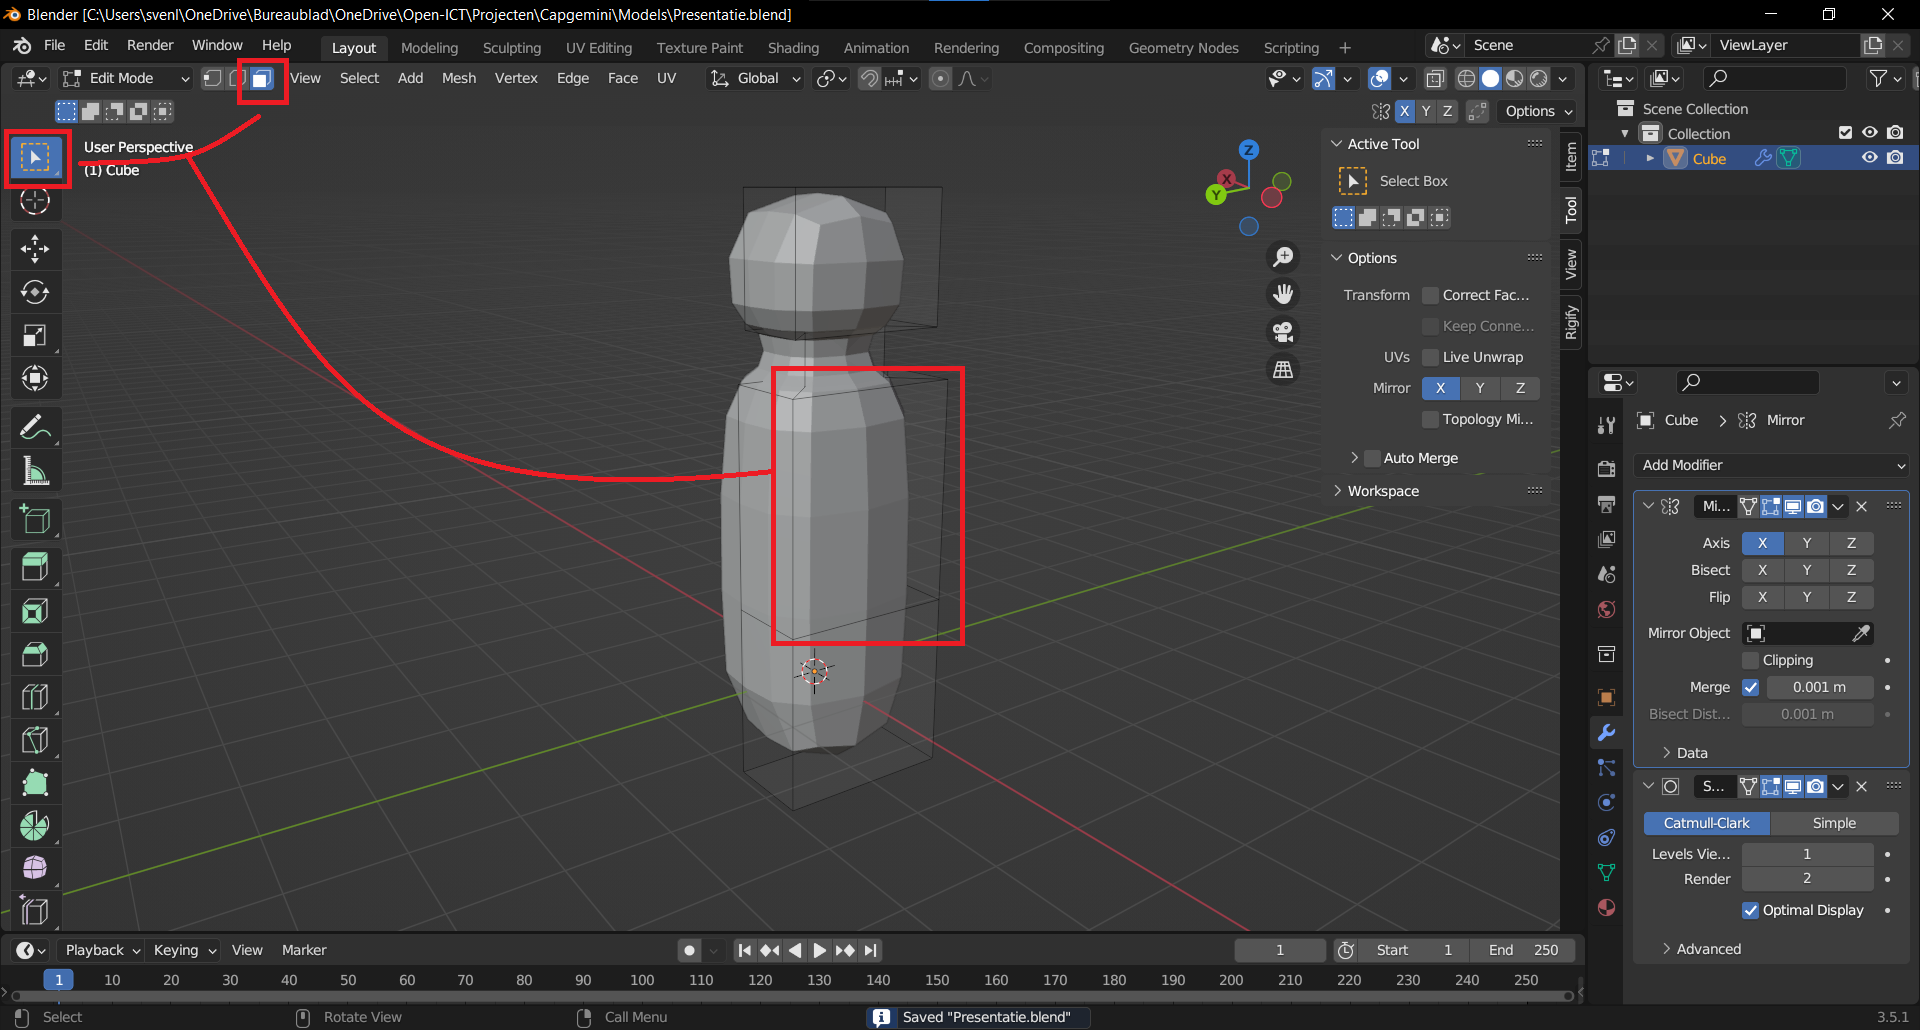 Blender [C:\Users\svenl\OneDrive\Bureaublad\OneDrive\Open-ICT\Projecten\Capgemini\Models\Presentatie.blend]
File Edit Render Window Help Layout Modeling Sculpting UV Editing Texture Paint Shading Animation Rendering Compositing Geometry Nodes Scripting + Scene ViewLayer
Edit Mode View Select Add Mesh Vertex Edge Face UV Global
X Y Z Options
User Perspective
(1) Cube
Z
X
Y
Active Tool
Select Box
Options
Transform Correct Fac...
Keep Conne...
UVs Live Unwrap
Mirror X Y Z
Topology Mi...
Auto Merge
Workspace
Item
Tool
View
Rigify
Scene Collection
Collection
Cube
Cube > Mirror
Add Modifier
Mi...
Axis X Y Z
Bisect X Y Z
Flip X Y Z
Mirror Object
Clipping
Merge 0.001 m
Bisect Dist... 0.001 m
Data
S...
Catmull-Clark Simple
Levels Vie... 1
Render 2
Optimal Display
Advanced
Playback Keying View Marker 1 Start 1 End 250
1 10 20 30 40 50 60 70 80 90 100 110 120 130 140 150 160 170 180 190 200 210 220 230 240 250
Select Rotate View Call Menu Saved "Presentatie.blend" 3.5.1